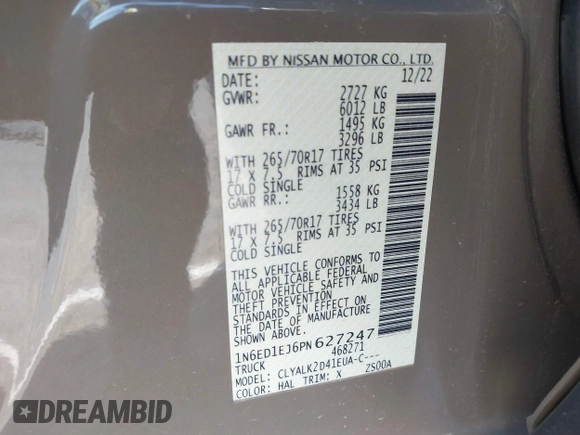 MFD BY NISSAN MOTOR CO., LTD.
DATE: 12/22
GVWR: 2727 KG
6012 LB
GAWR FR.: 1495 KG
3296 LB
WITH 265/70R17 TIRES
17 X 7.5 RIMS AT 35 PSI
COLD SINGLE
GAWR RR.: 1558 KG
3434 LB
WITH 265/70R17 TIRES
17 X 7.5 RIMS AT 35 PSI
COLD SINGLE
THIS VEHICLE CONFORMS TO
ALL APPLICABLE FEDERAL
MOTOR VEHICLE SAFETY AND
THEFT PREVENTION
STANDARDS IN EFFECT ON
THE DATE OF MANUFACTURE
SHOWN ABOVE.
1N6ED1EJ6PN627247
TRUCK 468271
MODEL: CLYALK2D41EUA-C---
COLOR: HAL TRIM: X ZS00A
DREAMBID